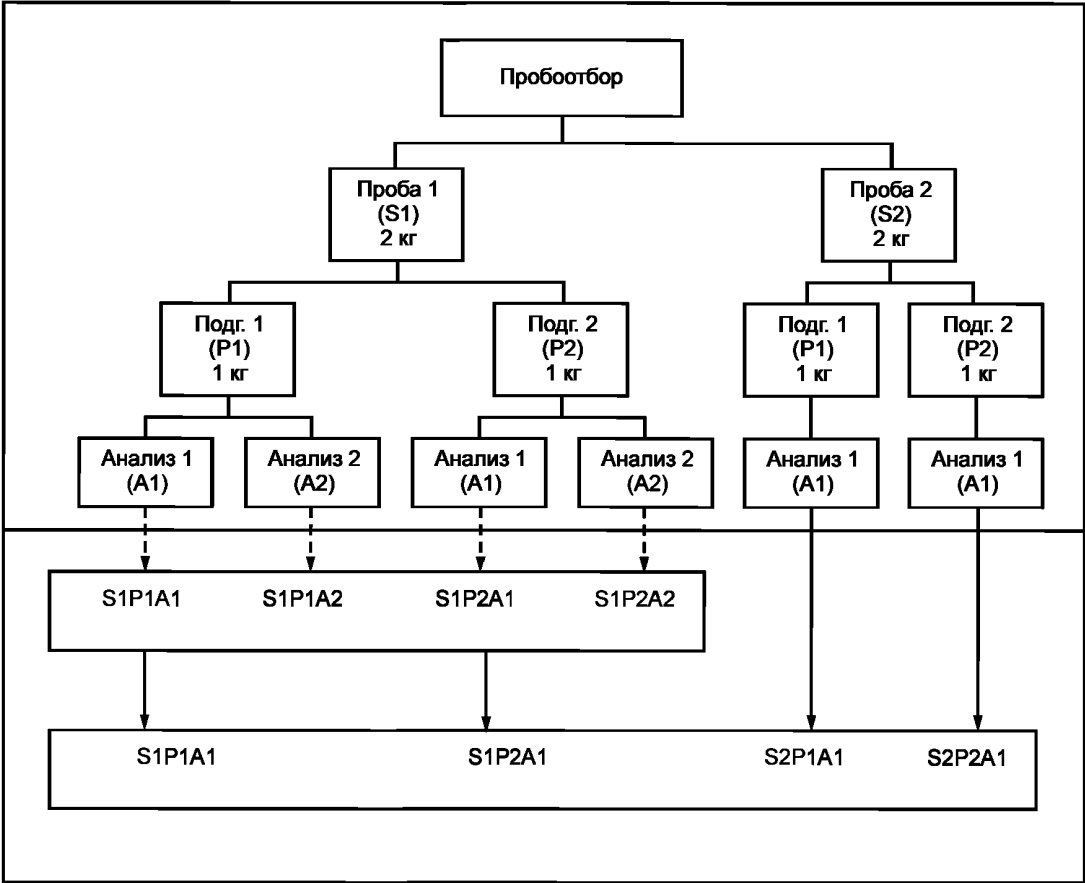 Пробоотбор
Проба 1
(S1)
2 кг
Проба 2
(S2)
2 кг
Подг. 1
(P1)
1 кг
Подг. 2
(P2)
1 кг
Подг. 1
(P1)
1 кг
Подг. 2
(P2)
1 кг
Анализ 1
(A1)
Анализ 2
(A2)
Анализ 1
(A1)
Анализ 2
(A2)
Анализ 1
(A1)
Анализ 1
(A1)
S1P1A1 S1P1A2 S1P2A1 S1P2A2
S1P1A1 S1P2A1 S2P1A1 S2P2A1